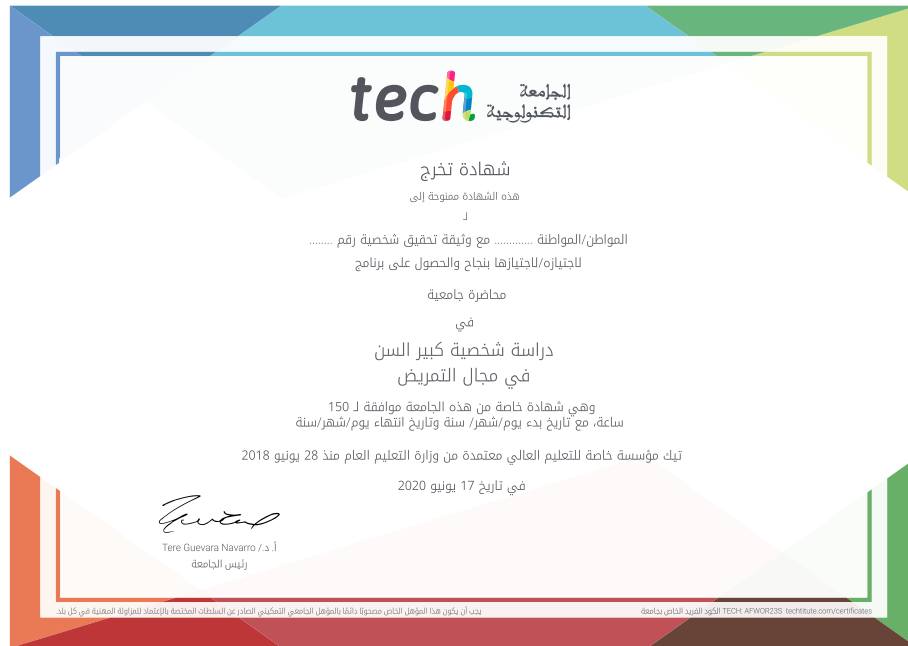 tech الجامعة
التكنولوجية
شهادة تخرج
هذه الشهادة ممنوحة إلى
لـ
المواطن/المواطنة ............. مع وثيقة تحقيق شخصية رقم ........
لاجتيازه/لاجتيازها بنجاح والحصول على برنامج
محاضرة جامعية
في
دراسة شخصية كبير السن
في مجال التمريض
وهي شهادة خاصة من هذه الجامعة موافقة لـ 150
ساعة، مع تاريخ بدء يوم/شهر/ سنة وتاريخ انتهاء يوم/شهر/سنة
تيك مؤسسة خاصة للتعليم العالي معتمدة من وزارة التعليم العام منذ 28 يونيو 2018
في تاريخ 17 يونيو 2020
أ. د./ Tere Guevara Navarro
رئيس الجامعة
يجب أن يكون هذا المؤهل الخاص مصحوبًا دائمًا بالمؤهل الجامعي التمكيني الصادر عن السلطات المختصة بالإعتماد للمزاولة المهنية في كل بلد.
الكود الفريد الخاص بجامعة TECH: AFWOR23S techtitute.com/certificates